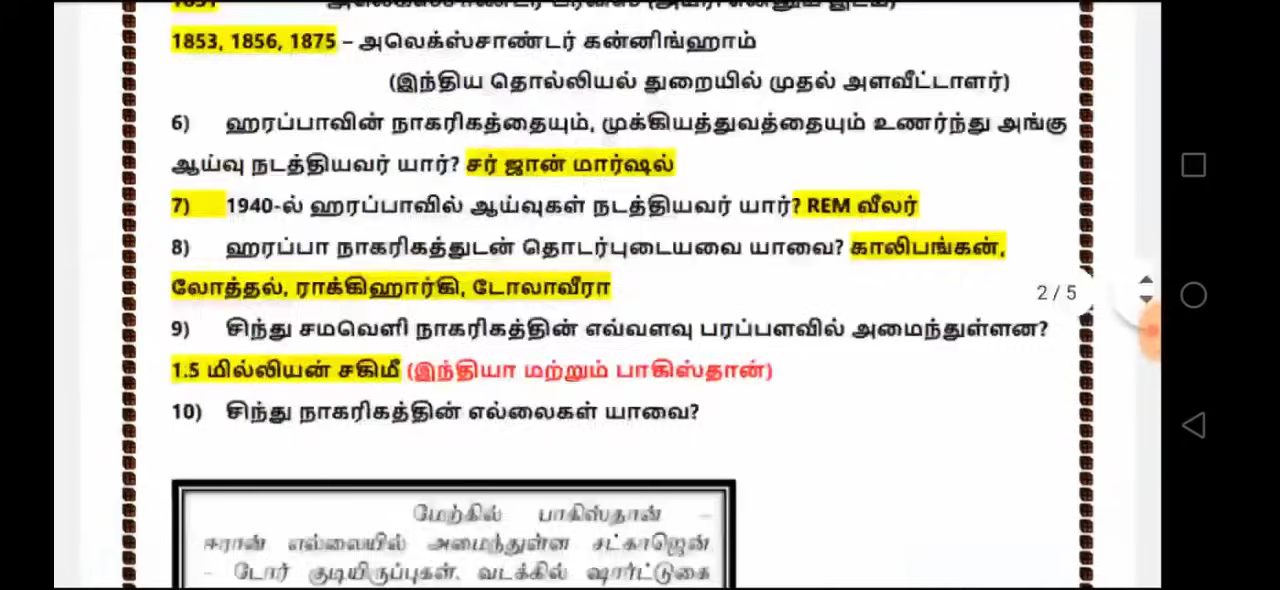 1853, 1856, 1875 – அலெக்ஸ்சாண்டர் கன்னிங்ஹாம்
(இந்திய தொல்லியல் துறையில் முதல் அளவீட்டாளர்)
6) ஹரப்பாவின் நாகரிகத்தையும், முக்கியத்துவத்தையும் உணர்ந்து அங்கு
ஆய்வு நடத்தியவர் யார்? சர் ஜான் மார்ஷல்
7) 1940-ல் ஹரப்பாவில் ஆய்வுகள் நடத்தியவர் யார்? REM வீலர்
8) ஹரப்பா நாகரிகத்துடன் தொடர்புடையவை யாவை? காலிபங்கன்,
லோத்தல், ராக்கிஹார்கி, டோலாவீரா
2 / 5
9) சிந்து சமவெளி நாகரிகத்தின் எவ்வளவு பரப்பளவில் அமைந்துள்ளன?
1.5 மில்லியன் சகிமீ (இந்தியா மற்றும் பாகிஸ்தான்)
10) சிந்து நாகரிகத்தின் எல்லைகள் யாவை?
மேற்கில் பாகிஸ்தான் –
ஈரான் எல்லையில் அமைந்துள்ள சட்காஜென்
– டோர் குடியிருப்புகள். வடக்கில் ஷார்ட்டுகை